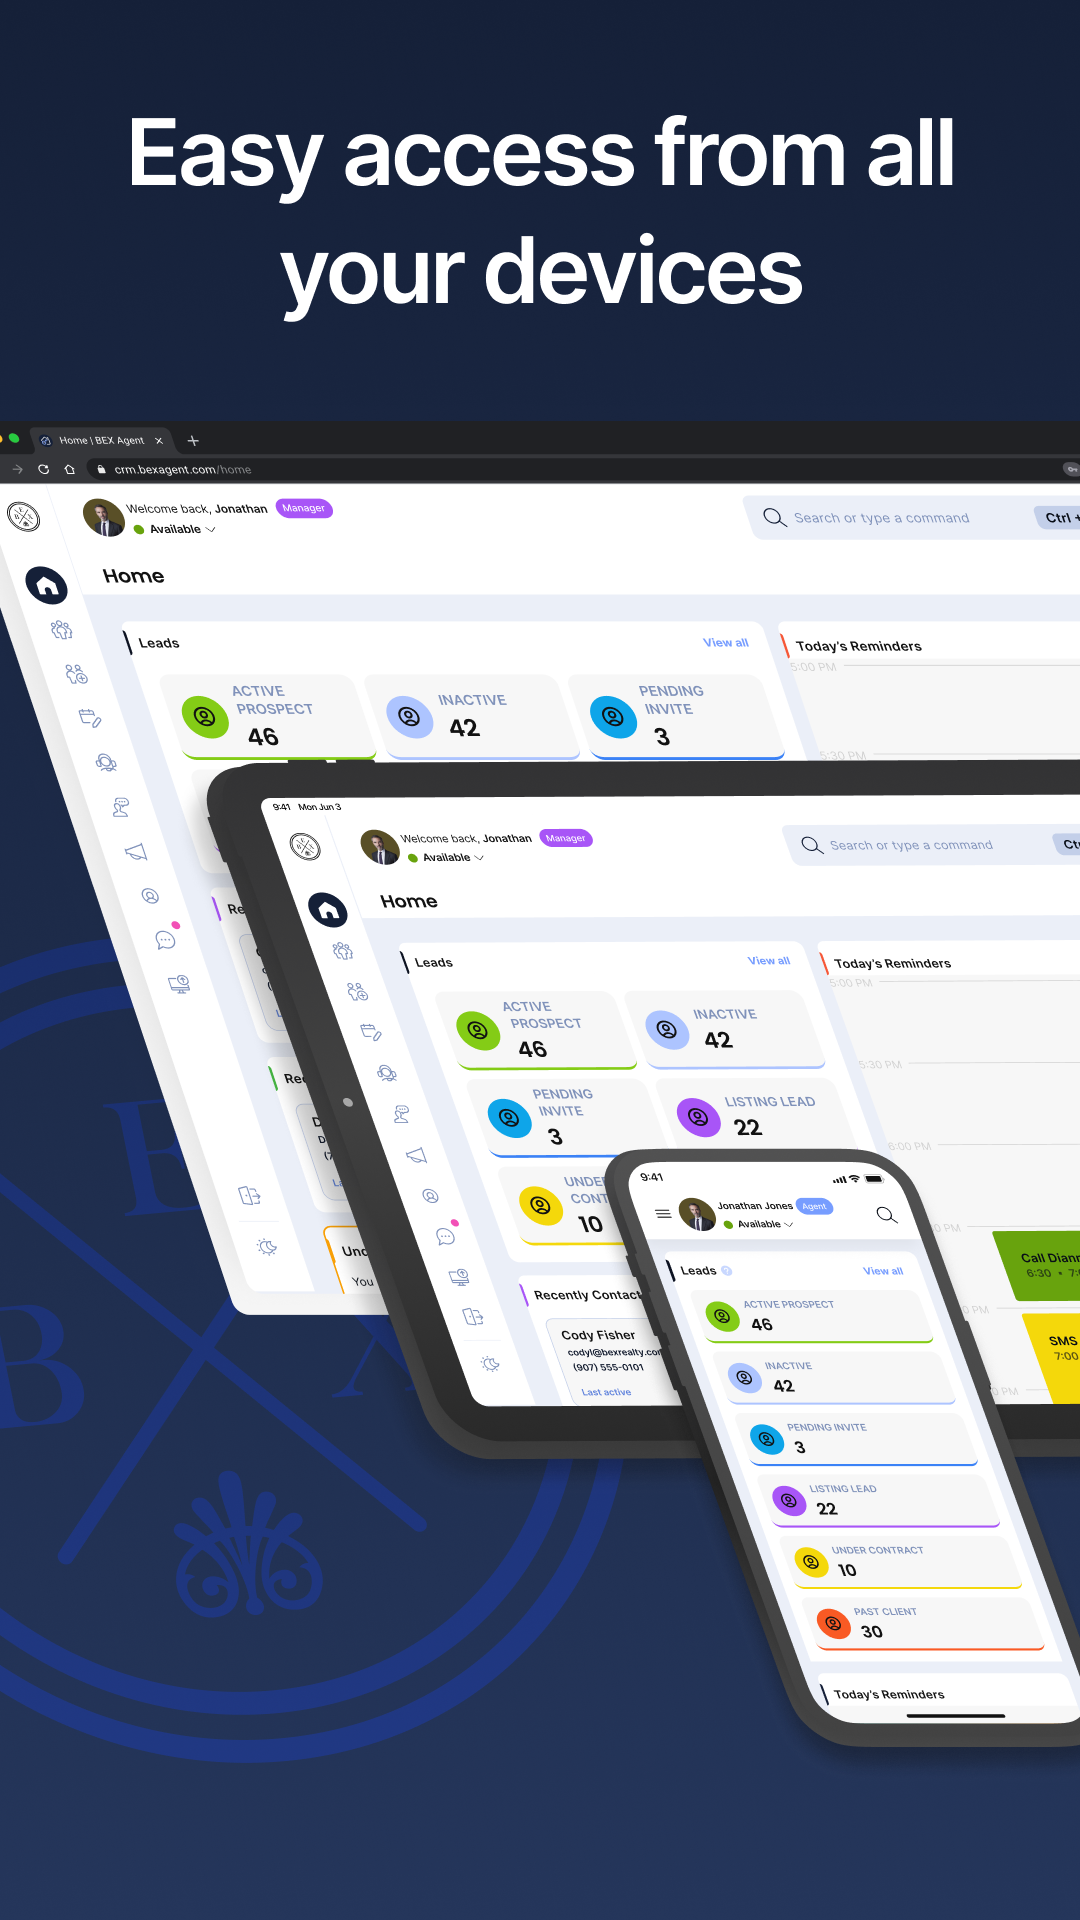 Easy access from all
your devices
Home | BEX Agent
crm.bexagent.com/home
Welcome back, Jonathan Manager
Available
Search or type a command
Ctrl +
Home
Leads
View all
ACTIVE
PROSPECT
46
INACTIVE
42
PENDING
INVITE
3
Today's Reminders
5:00 PM
5:30 PM
9:41 Mon Jun 3
Welcome back, Jonathan Manager
Available
Search or type a command
Home
Leads
View all
ACTIVE
PROSPECT
46
INACTIVE
42
PENDING
INVITE
3
LISTING LEAD
22
10
Today's Reminders
5:00 PM
5:30 PM
6:00 PM
6:30
7:00
SMS
Recently Contact
Cody Fisher
codyl@bexrealty.com
(907) 555-0101
Last active
You
9:41
Jonathan Jones Agent
Available
Leads
View all
ACTIVE PROSPECT
46
INACTIVE
42
PENDING INVITE
3
LISTING LEAD
22
UNDER CONTRACT
10
PAST CLIENT
30
Today's Reminders
B E X